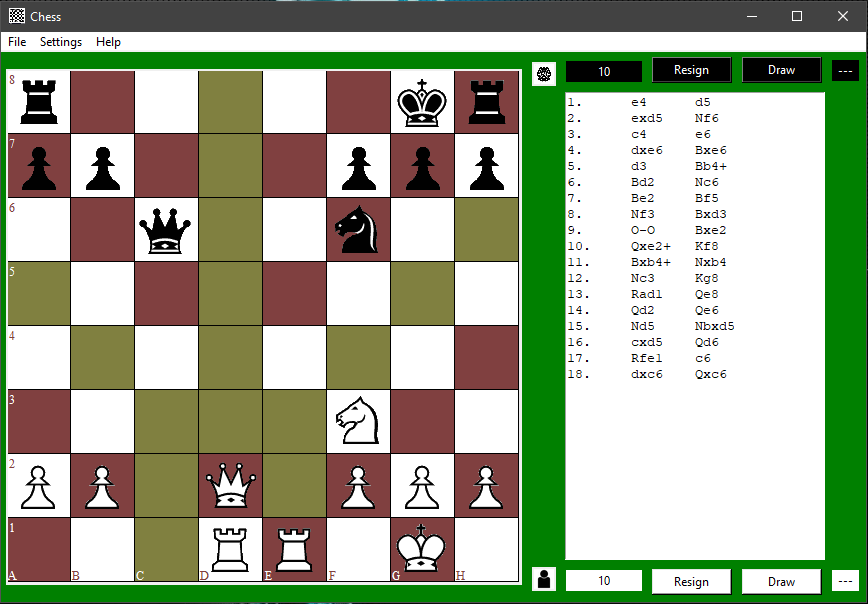 Chess
File Settings Help
10 Resign Draw ---
1. e4 d5
2. exd5 Nf6
3. c4 e6
4. dxe6 Bxe6
5. d3 Bb4+
6. Bd2 Nc6
7. Be2 Bf5
8. Nf3 Bxd3
9. O-O Bxe2
10. Qxe2+ Kf8
11. Bxb4+ Nxb4
12. Nc3 Kg8
13. Rad1 Qe8
14. Qd2 Qe6
15. Nd5 Nbxd5
16. cxd5 Qd6
17. Rfe1 c6
18. dxc6 Qxc6
8
7
6
5
4
3
2
1
A B C D E F G H
10 Resign Draw ---